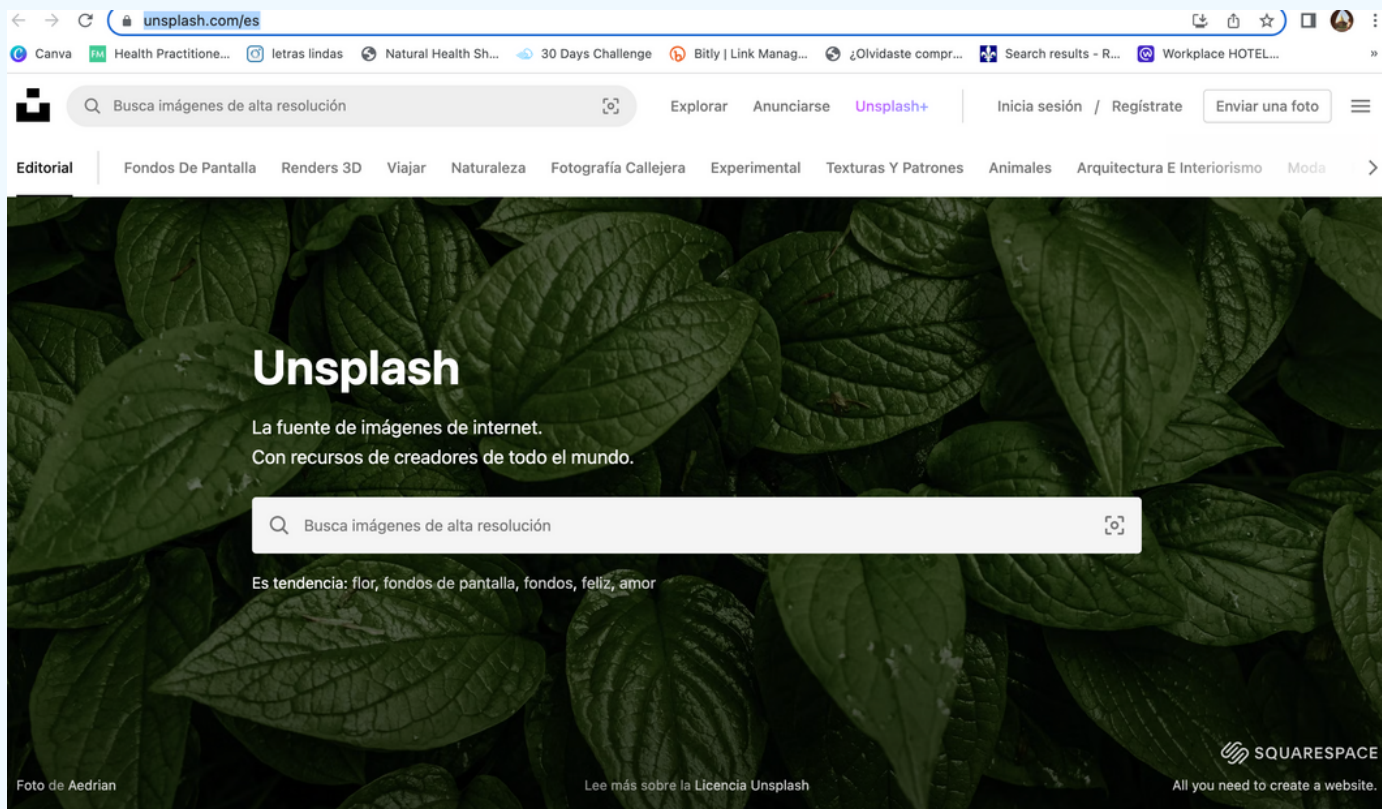 unsplash.com/es
Canva FM Health Practitione... letras lindas Natural Health Sh... 30 Days Challenge Bitly | Link Manag... ¿Olvidaste compr... Search results - R... Workplace HOTEL... »
Busca imágenes de alta resolución Explorar Anunciarse Unsplash+ Inicia sesión / Regístrate Enviar una foto
Editorial Fondos De Pantalla Renders 3D Viajar Naturaleza Fotografía Callejera Experimental Texturas Y Patrones Animales Arquitectura E Interiorismo Moda
Unsplash
La fuente de imágenes de internet.
Con recursos de creadores de todo el mundo.
Busca imágenes de alta resolución
Es tendencia: flor, fondos de pantalla, fondos, feliz, amor
SQUARESPACE
Foto de Aedrian Lee más sobre la Licencia Unsplash All you need to create a website.